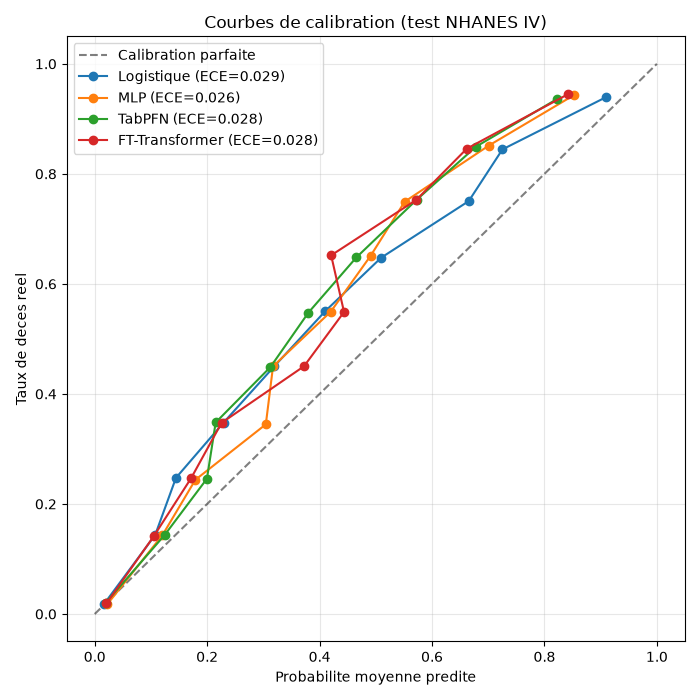 Courbes de calibration (test NHANES IV)
Calibration parfaite
Logistique (ECE=0.029)
MLP (ECE=0.026)
TabPFN (ECE=0.028)
FT-Transformer (ECE=0.028)
Taux de deces reel
1.0
0.8
0.6
0.4
0.2
0.0
0.0 0.2 0.4 0.6 0.8 1.0
Probabilite moyenne predite